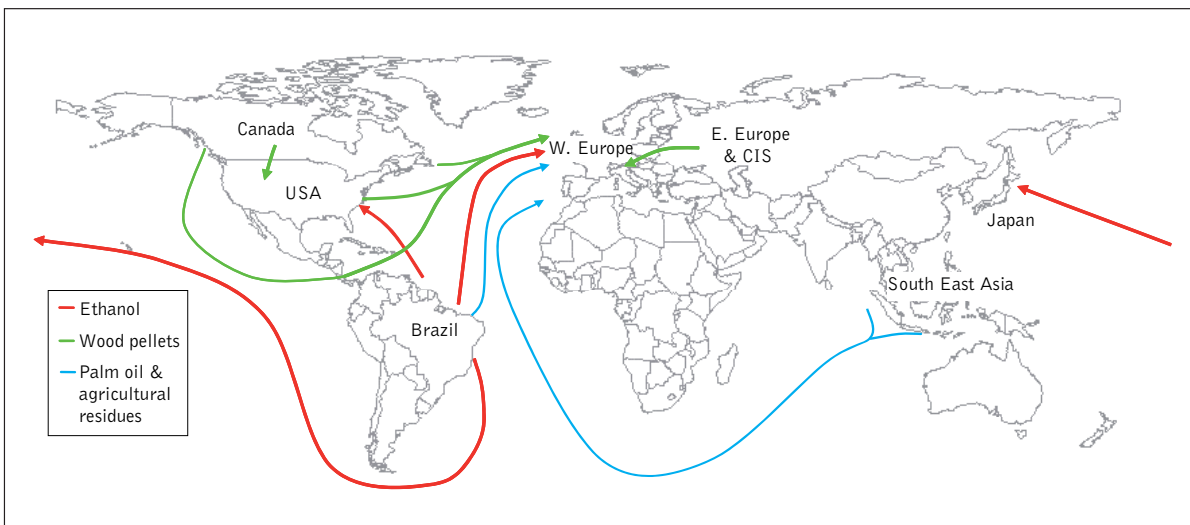 Canada
USA
W. Europe
E. Europe
& CIS
Japan
South East Asia
Brazil
Ethanol
Wood pellets
Palm oil &
agricultural
residues